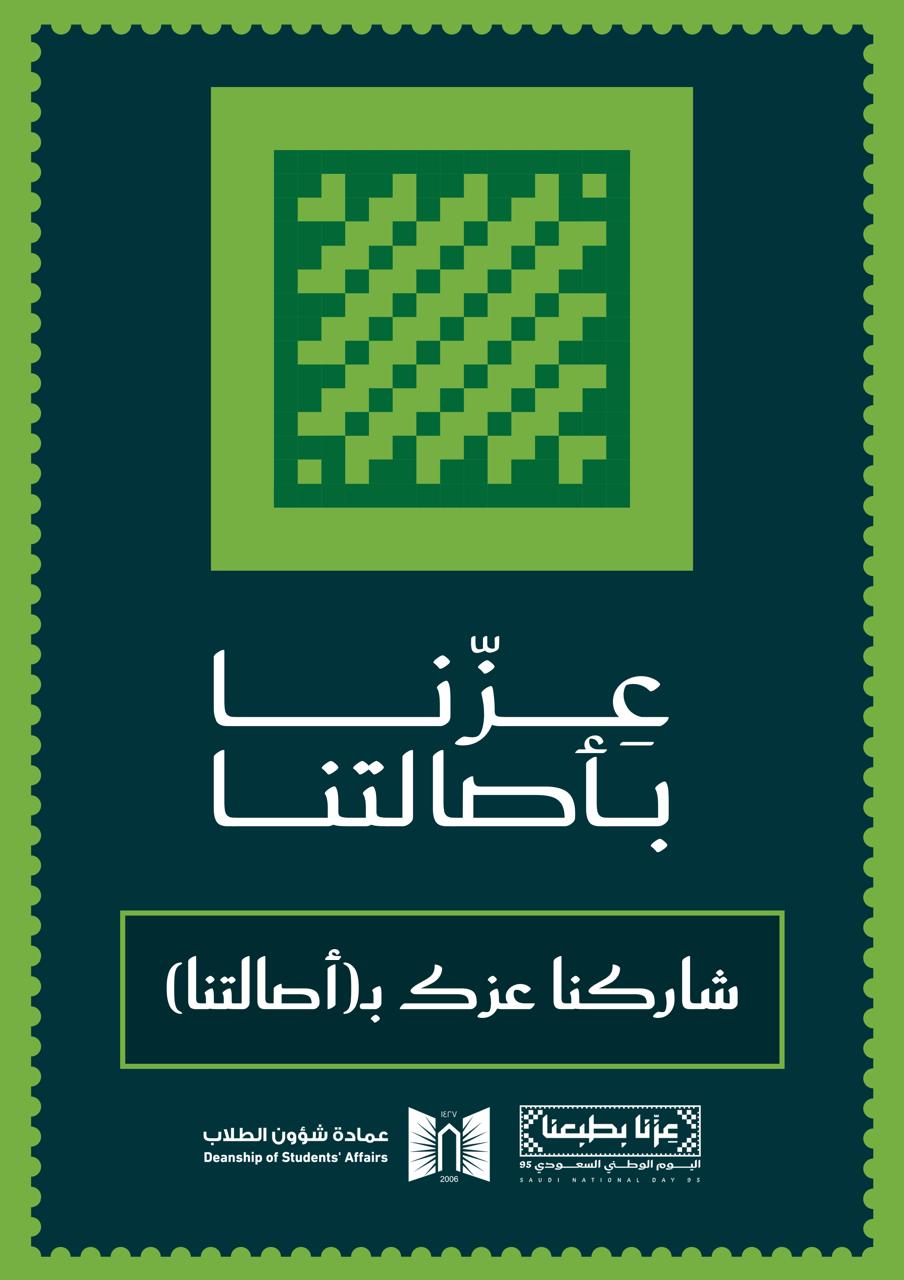 عِزّنا
بأصالتنا
شاركنا عزك بـ(أصالتنا)
عِزّنا بطبعنا
اليوم الوطني السعودي 95
SAUDI NATIONAL DAY 95
١٤٢٧
2006
عمادة شؤون الطلاب
Deanship of Students' Affairs